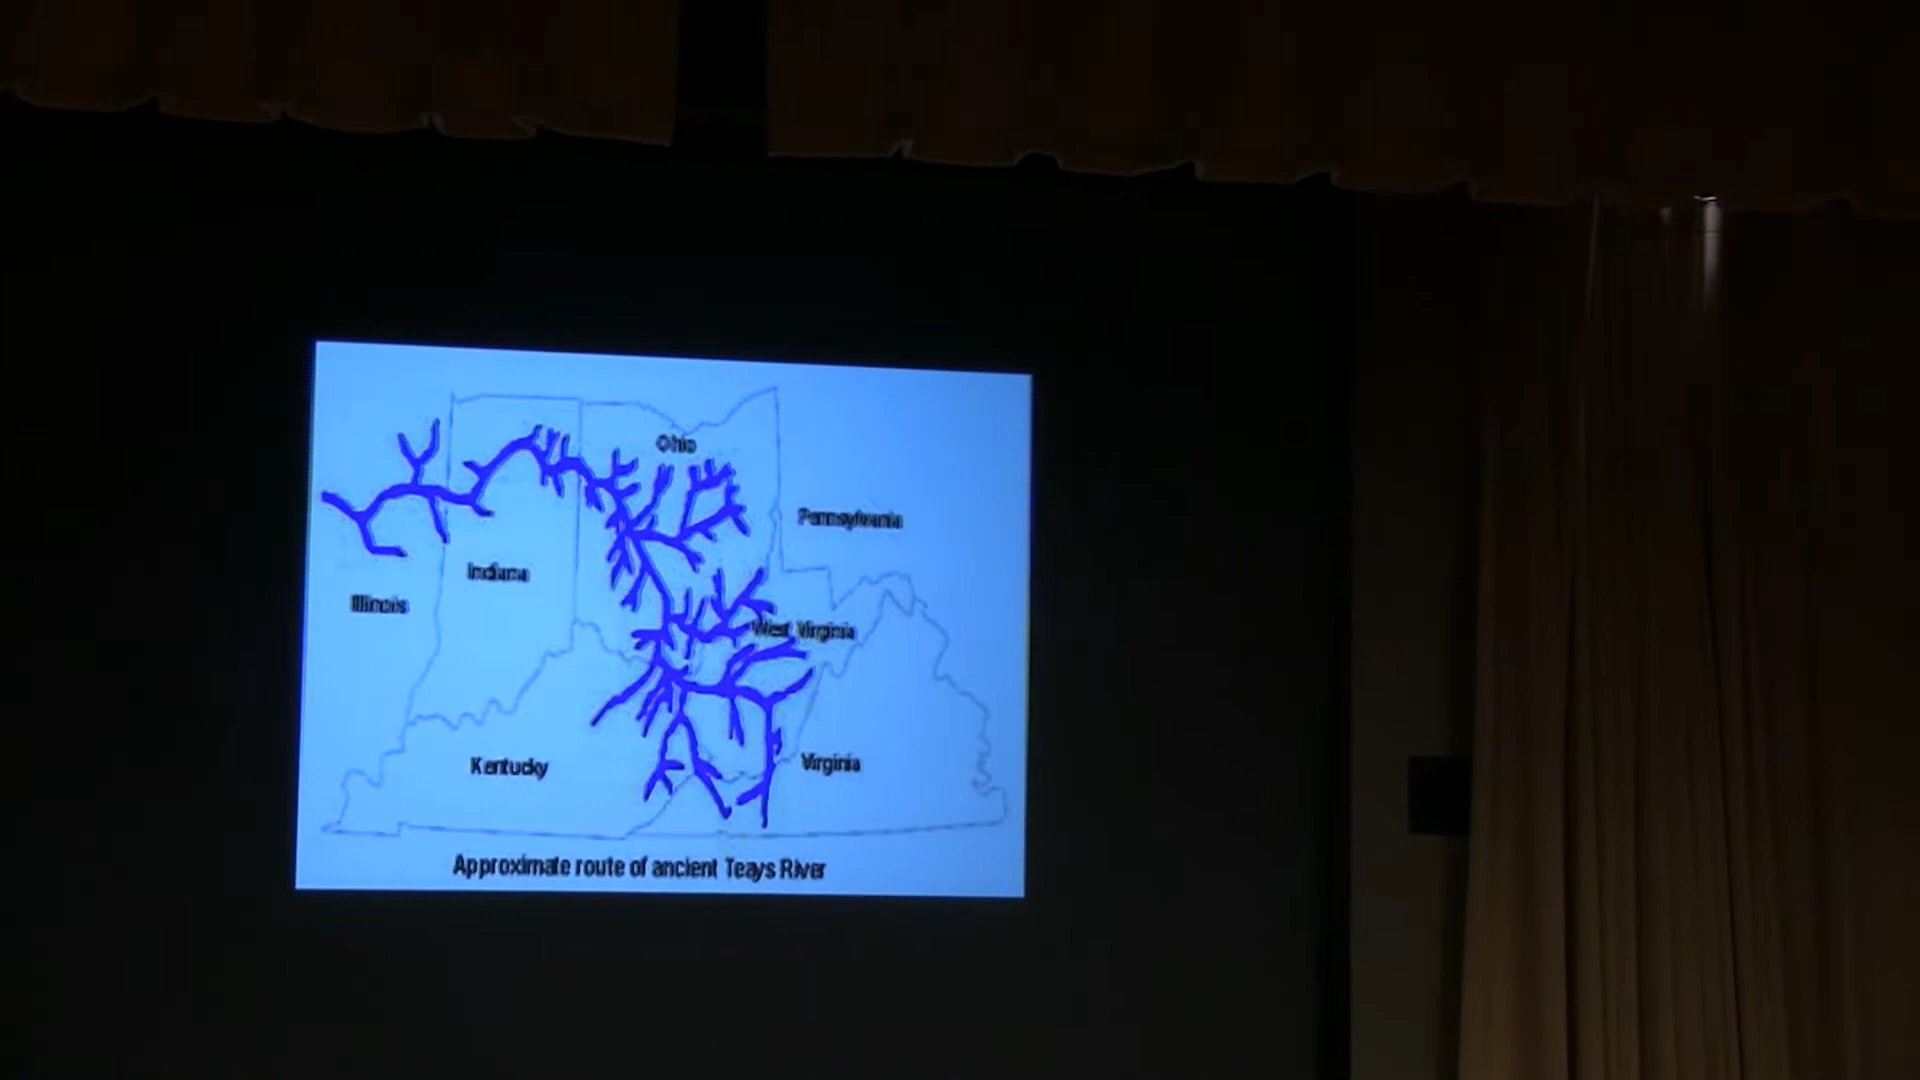 Ohio
Pennsylvania
Indiana
Illinois
West Virginia
Kentucky
Virginia
Approximate route of ancient Teays River